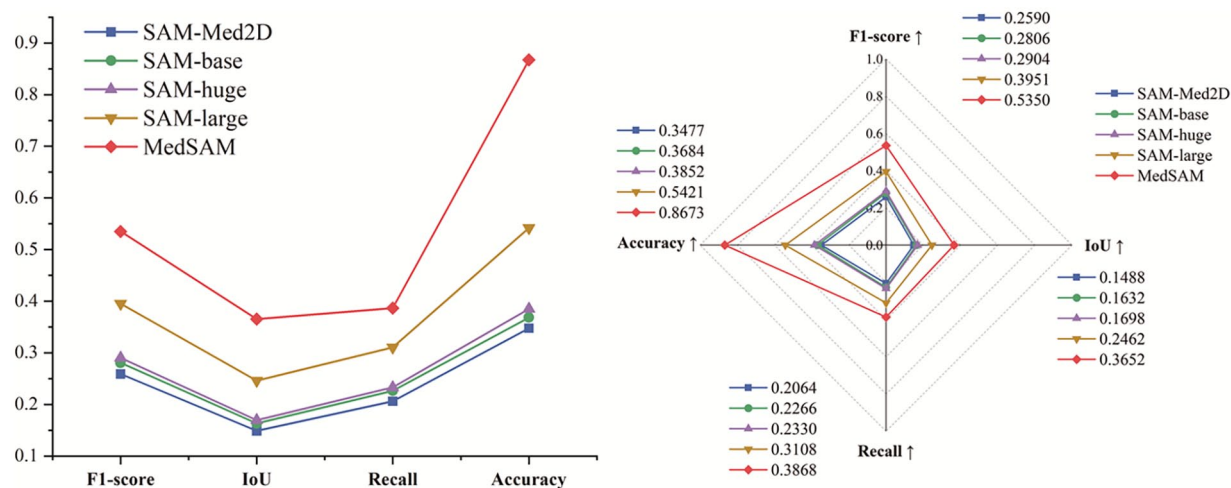 0.9
0.8
0.7
0.6
0.5
0.4
0.3
0.2
0.1
SAM-Med2D
SAM-base
SAM-huge
SAM-large
MedSAM
F1-score
IoU
Recall
Accuracy
F1-score ↑
1.0
0.8
0.6
0.4
0.2
0.0
0.2590
0.2806
0.2904
0.3951
0.5350
SAM-Med2D
SAM-base
SAM-huge
SAM-large
MedSAM
0.3477
0.3684
0.3852
0.5421
0.8673
Accuracy ↑
IoU ↑
0.1488
0.1632
0.1698
0.2462
0.3652
0.2064
0.2266
0.2330
0.3108
0.3868
Recall ↑